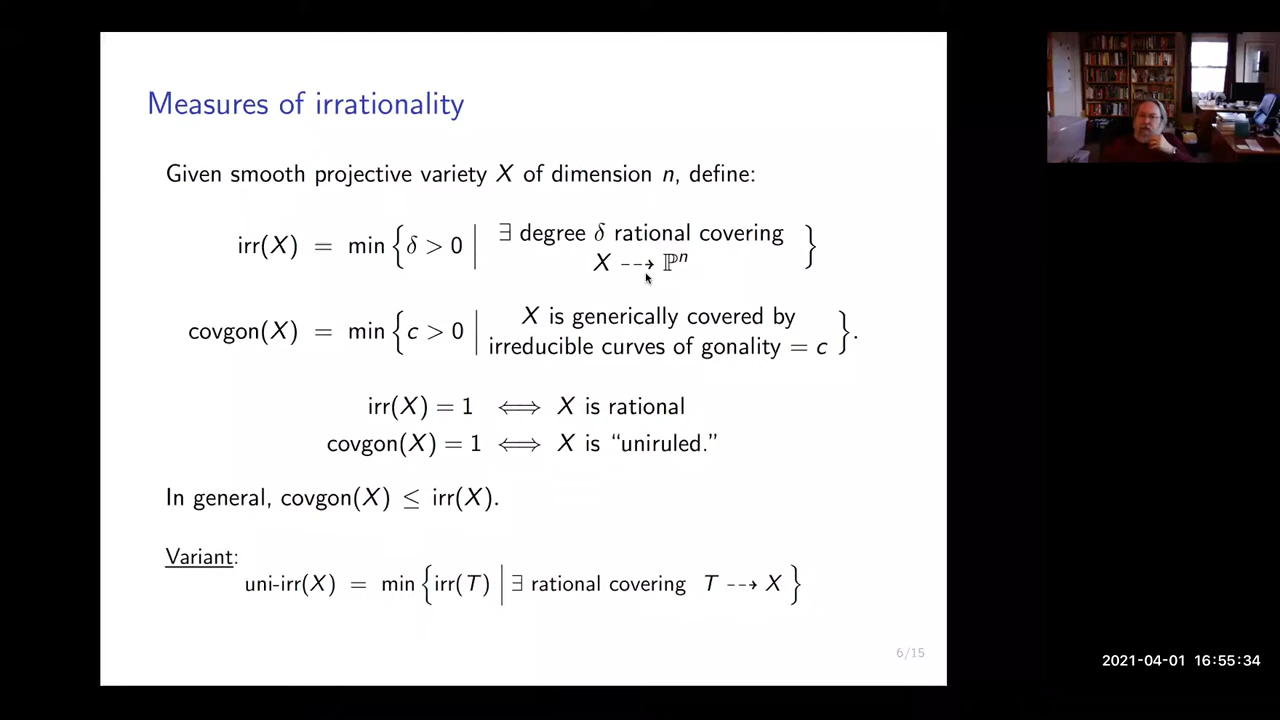 Measures of irrationality
Given smooth projective variety X of dimension n, define:
irr(X) = min { δ > 0 | ∃ degree δ rational covering X ⇢ ℙⁿ }
covgon(X) = min { c > 0 | X is generically covered by irreducible curves of gonality = c }.
irr(X) = 1 ⟺ X is rational
covgon(X) = 1 ⟺ X is “uniruled.”
In general, covgon(X) ≤ irr(X).
Variant:
uni-irr(X) = min { irr(T) | ∃ rational covering T ⇢ X }
6/15
2021-04-01 16:55:34